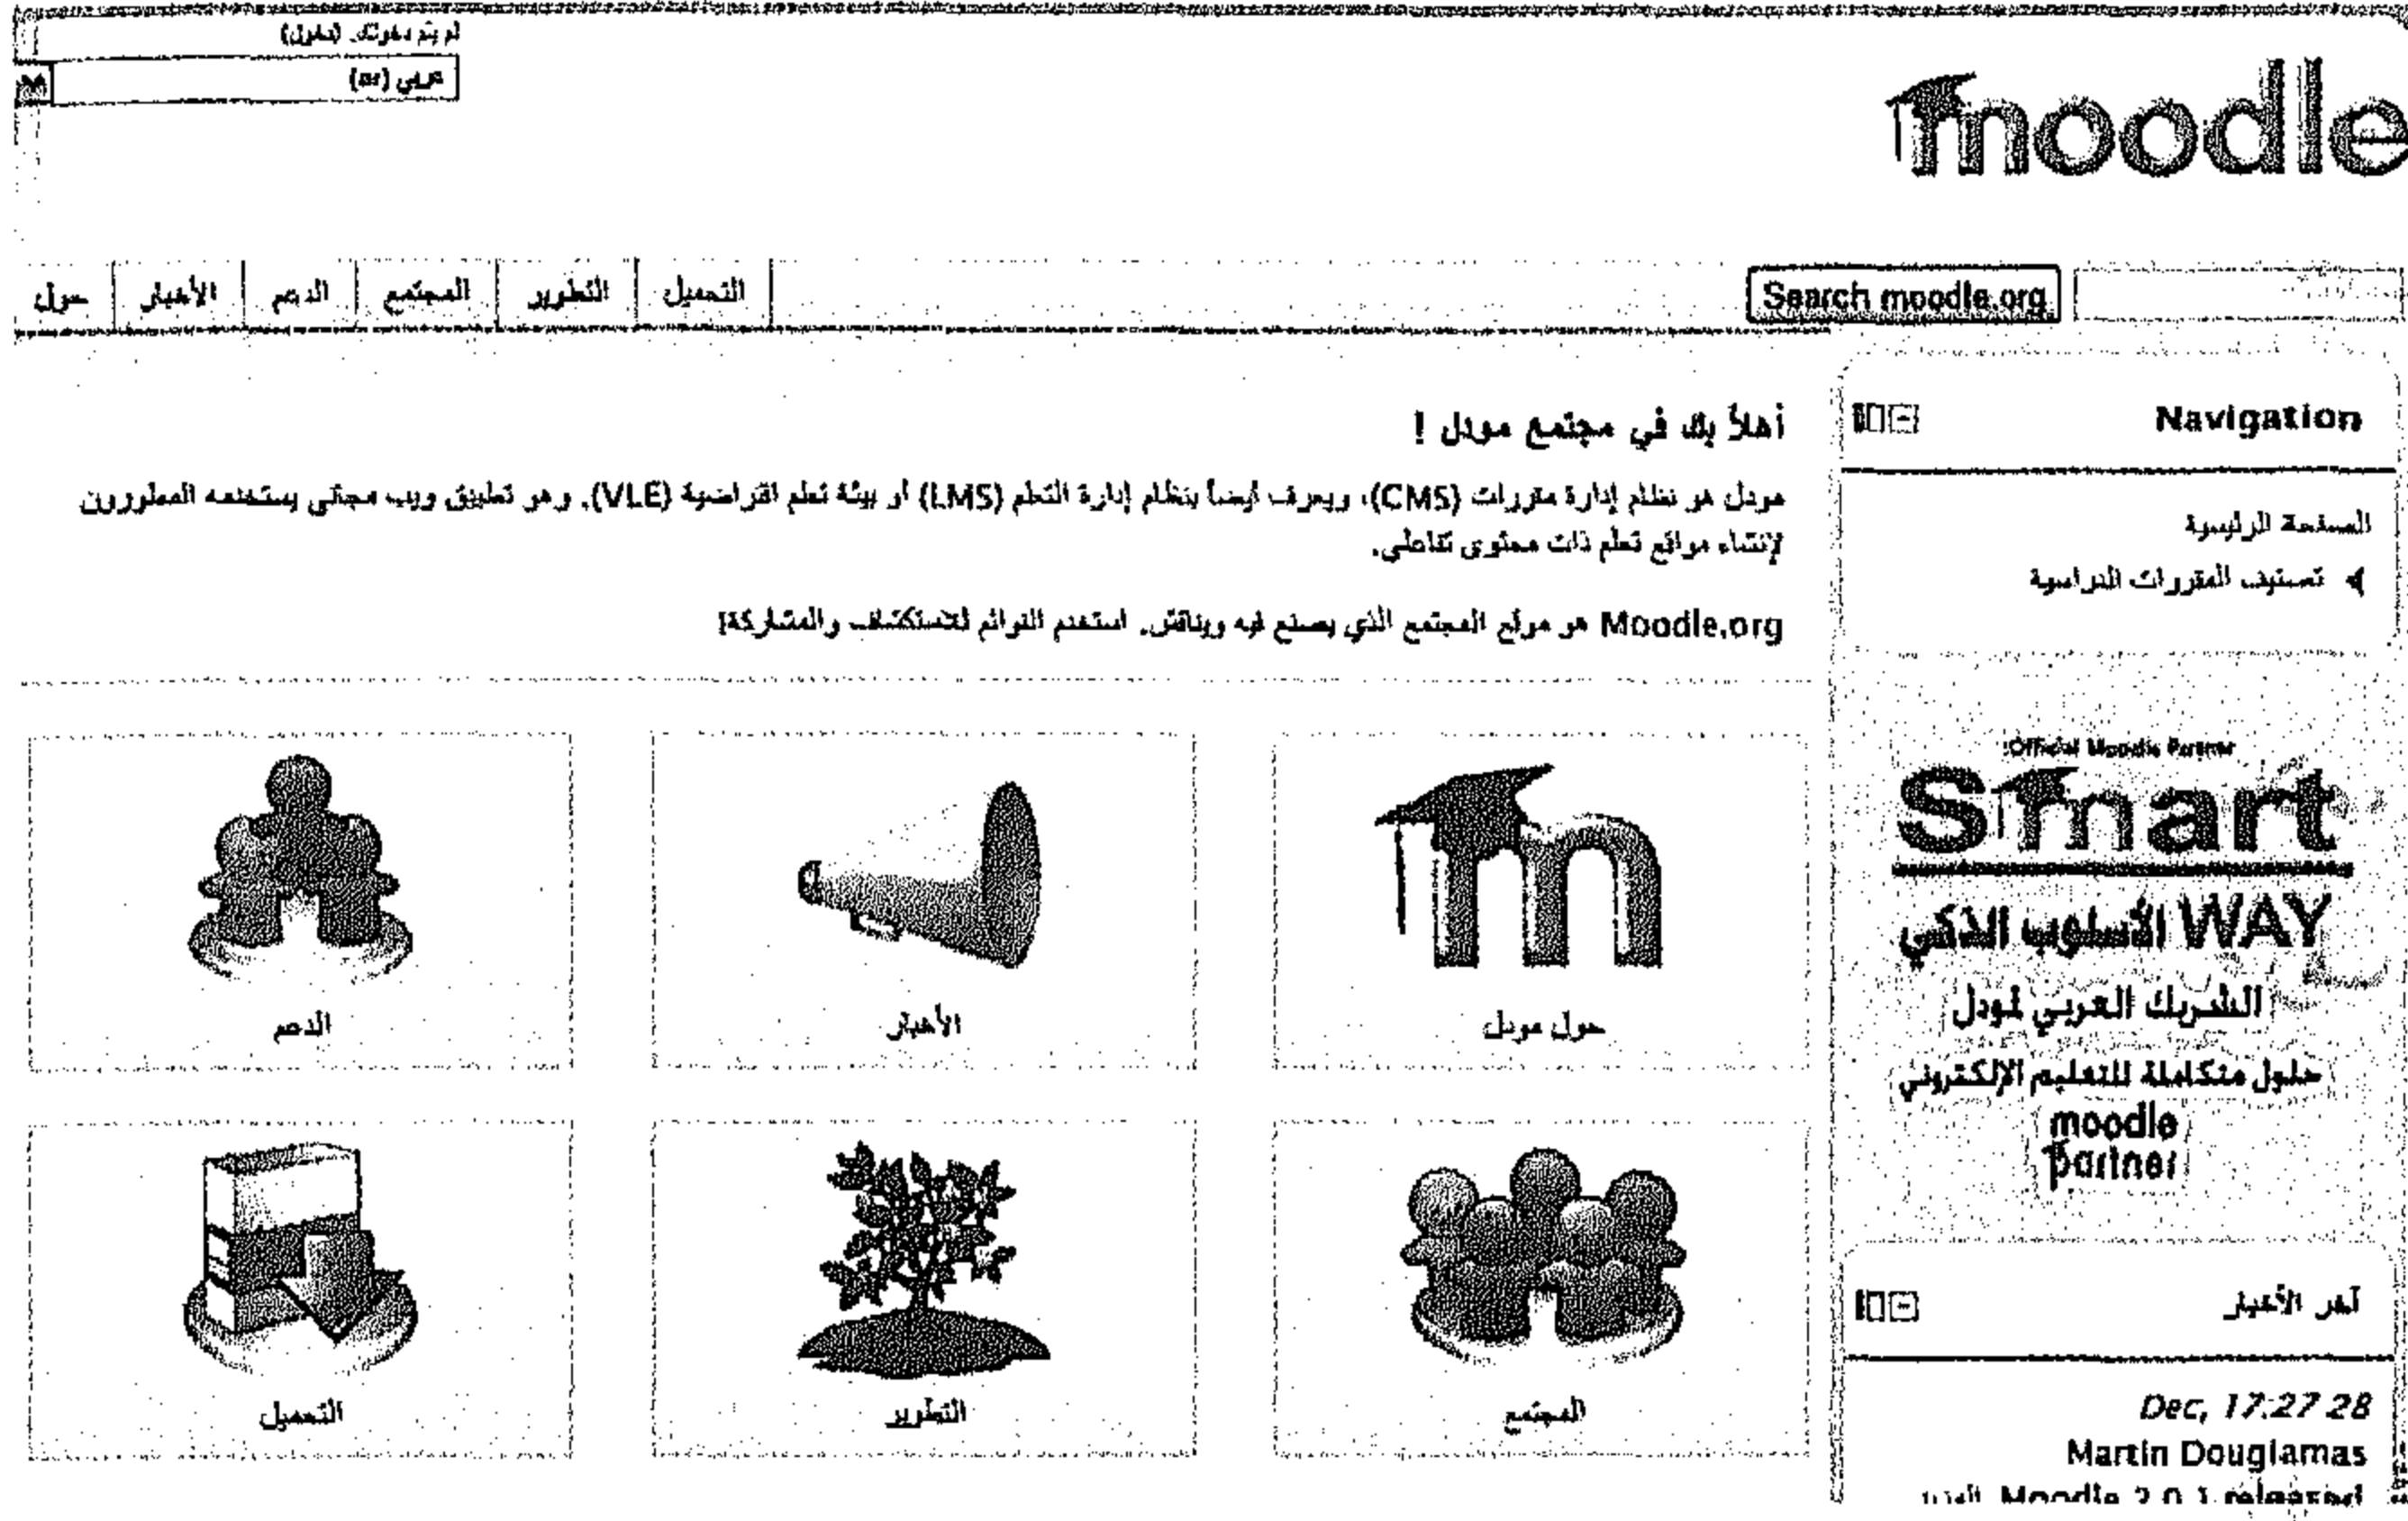 لم يتم دخولك. (دخول)
عربي (ar)
moodle
Search moodle.org
التحميل
التطوير
المجتمع
الدعم
الأخبار
حول
Navigation
الصفحة الرئيسية
تصنيف المقررات الدراسية
أهلاً بك في مجتمع مودل !
مودل هو نظام إدارة مقررات (CMS)، ويعرف أيضاً بنظام إدارة التعلم (LMS) أو بيئة تعلم افتراضية (VLE). وهو تطبيق ويب مجاني يستخدمه المطورون
لإنشاء مواقع تعلم ذات محتوى تفاعلي.
Moodle.org هو موقع المجتمع الذي يصنع فيه ويناقش. استخدم القوائم للاستكشاف والمشاركة!
حول مودل
الأخبار
الدعم
المجتمع
التطوير
التحميل
Official Moodle Partner
Smart
WAY الأسلوب الذكي
الشريك العربي لمودل
حلول متكاملة للتعليم الإلكتروني
moodle
partner
آخر الأخبار
Dec, 17:27 28
Martin Dougiamas
Moodle 2.0.1 released